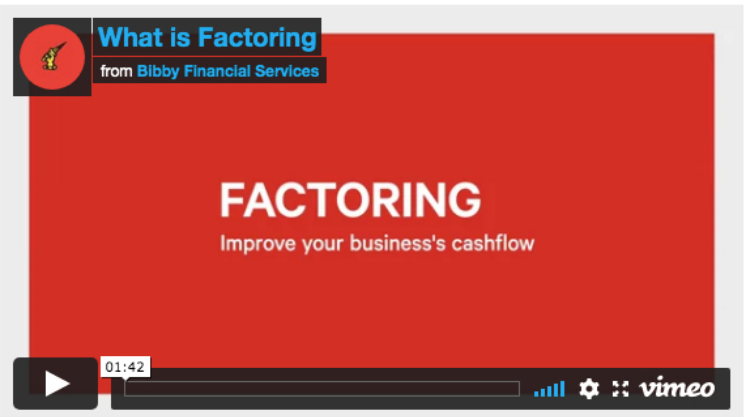 What is Factoring
from Bibby Financial Services
FACTORING
Improve your business's cashflow
01:42
vimeo